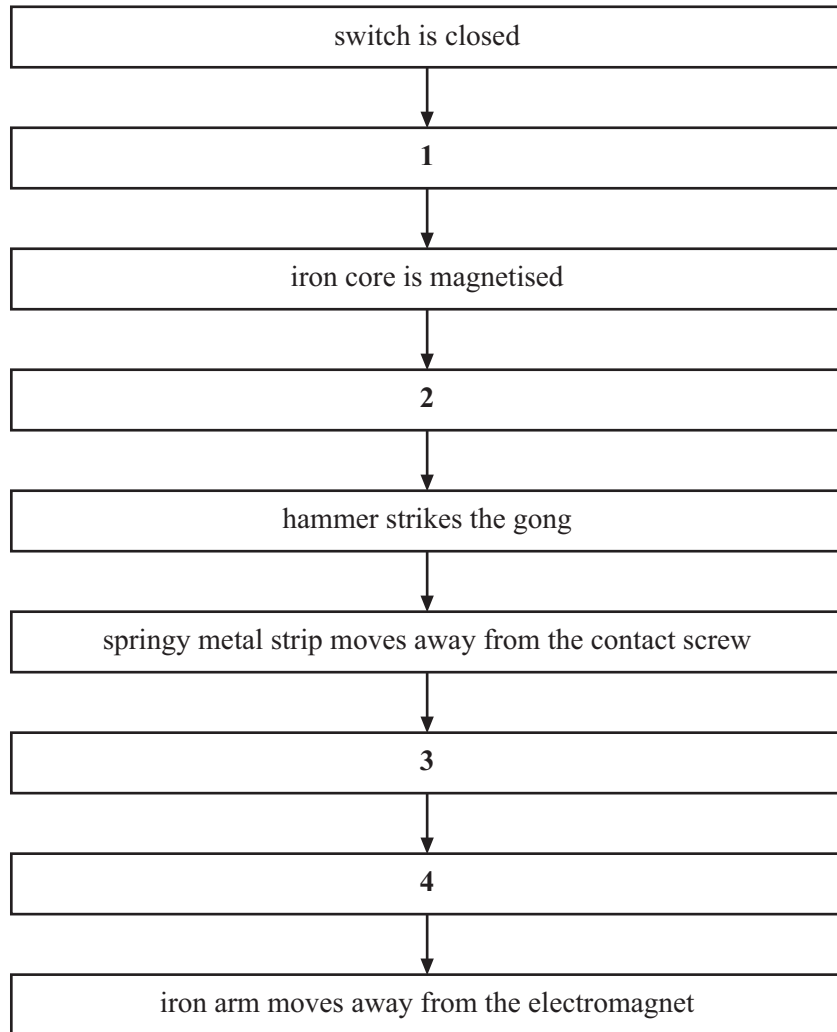 switch is closed
1
iron core is magnetised
2
hammer strikes the gong
springy metal strip moves away from the contact screw
3
4
iron arm moves away from the electromagnet